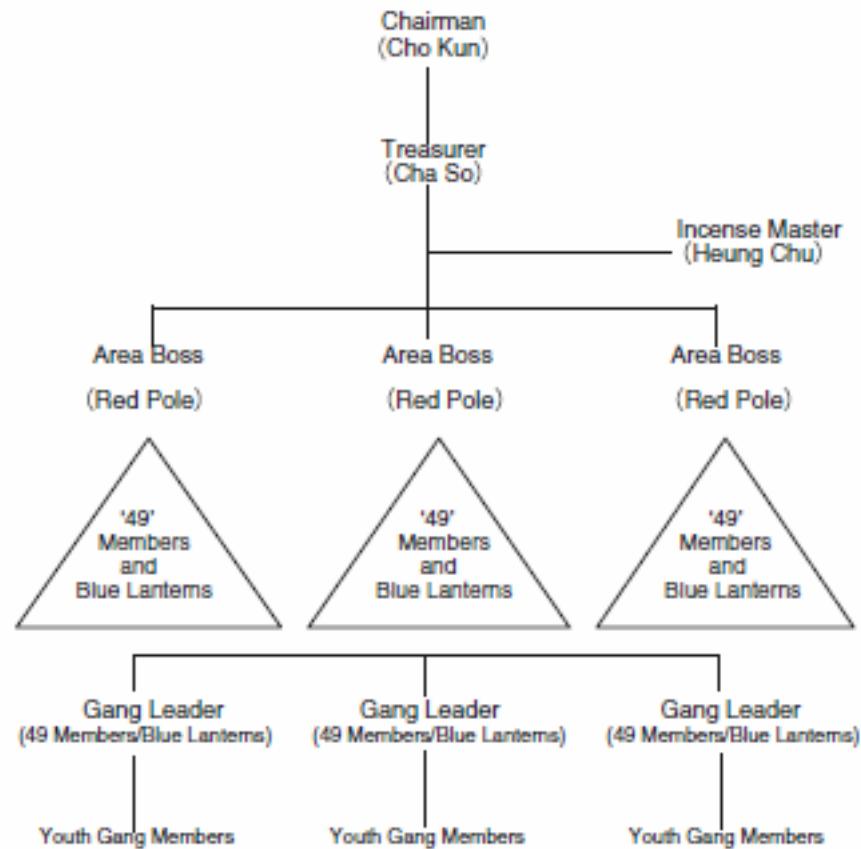 Chairman
(Cho Kun)
Treasurer
(Cha So)
Incense Master
(Heung Chu)
Area Boss
(Red Pole)
Area Boss
(Red Pole)
Area Boss
(Red Pole)
'49'
Members
and
Blue Lanterns
'49'
Members
and
Blue Lanterns
'49'
Members
and
Blue Lanterns
Gang Leader
(49 Members/Blue Lanterns)
Gang Leader
(49 Members/Blue Lanterns)
Gang Leader
(49 Members/Blue Lanterns)
Youth Gang Members
Youth Gang Members
Youth Gang Members